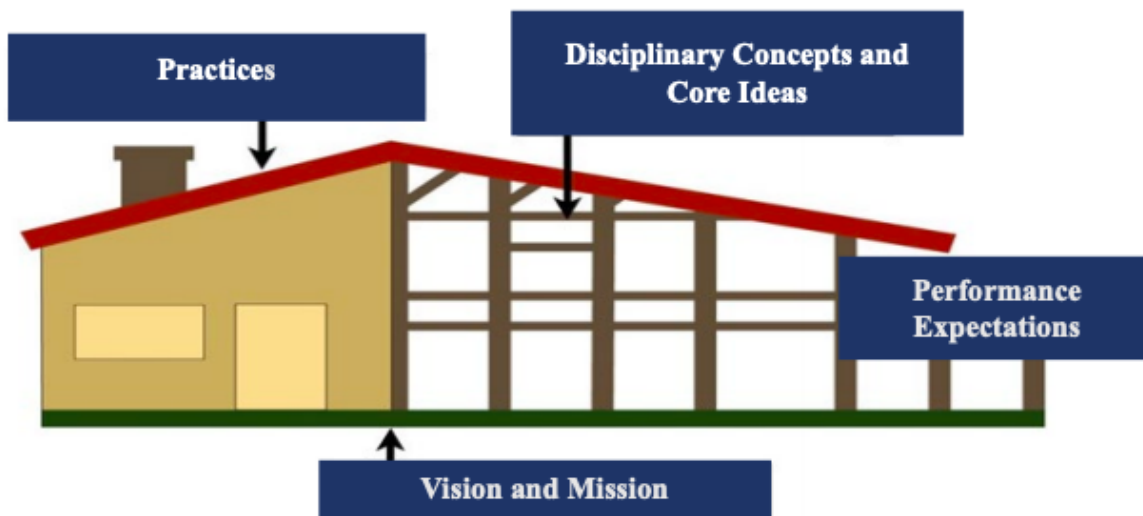 Practices
Disciplinary Concepts and
Core Ideas
Performance
Expectations
Vision and Mission